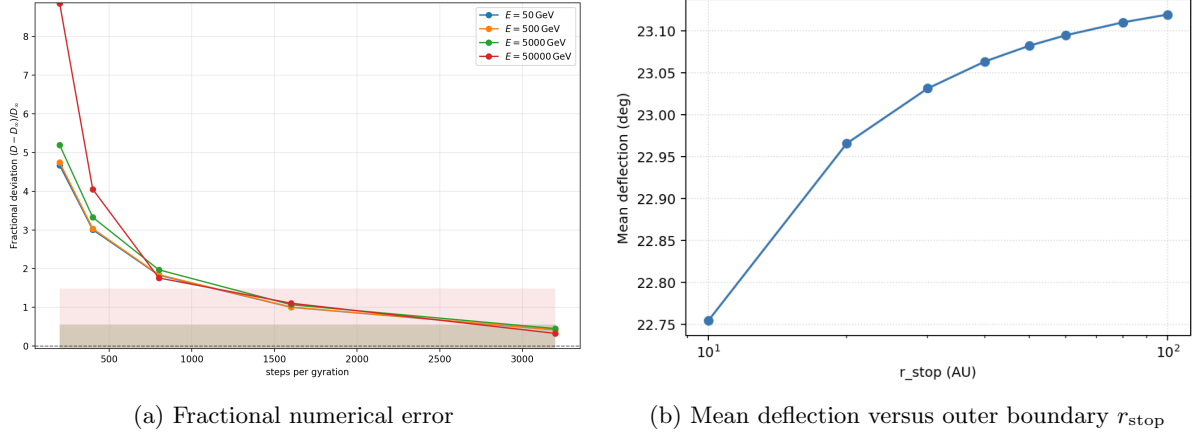 8
7
6
5
4
3
2
1
0
Fractional deviation (D − D∞)/D∞
500
1000
1500
2000
2500
3000
steps per gyration
E = 50 GeV
E = 500 GeV
E = 5000 GeV
E = 50000 GeV
(a) Fractional numerical error
23.10
23.05
23.00
22.95
22.90
22.85
22.80
22.75
Mean deflection (deg)
10¹
10²
r_stop (AU)
(b) Mean deflection versus outer boundary r_stop